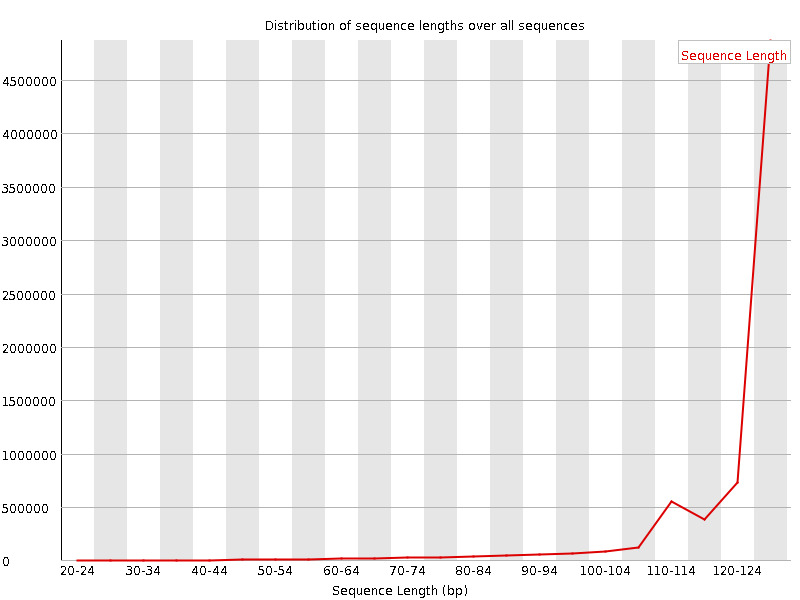 Distribution of sequence lengths over all sequences
Sequence Length
4500000
4000000
3500000
3000000
2500000
2000000
1500000
1000000
500000
0
20-24 30-34 40-44 50-54 60-64 70-74 80-84 90-94 100-104 110-114 120-124
Sequence Length (bp)